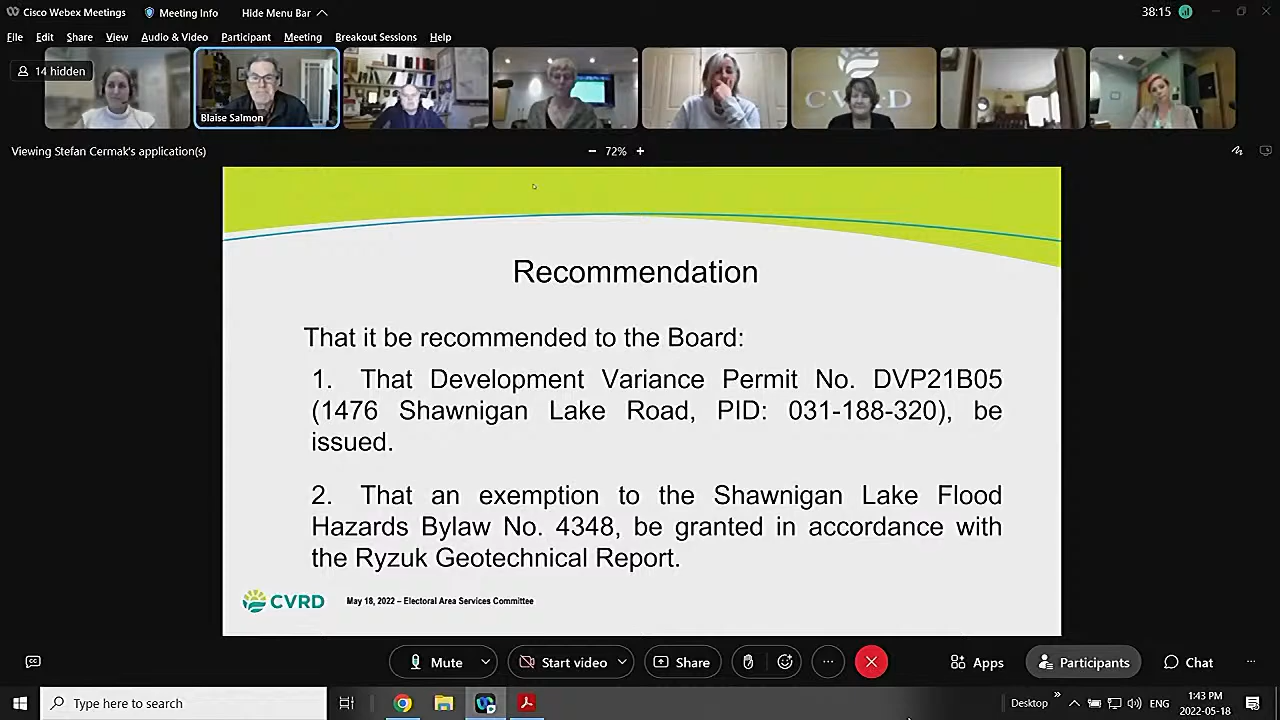 Cisco Webex Meetings
Meeting Info
Hide Menu Bar
38:15
File Edit Share View Audio & Video Participant Meeting Breakout Sessions Help
14 hidden
Blaise Salmon
CVRD
Viewing Stefan Cermak's application(s)
− 72% +
Recommendation
That it be recommended to the Board:
1. That Development Variance Permit No. DVP21B05
(1476 Shawnigan Lake Road, PID: 031-188-320), be
issued.
2. That an exemption to the Shawnigan Lake Flood
Hazards Bylaw No. 4348, be granted in accordance with
the Ryzuk Geotechnical Report.
CVRD
May 18, 2022 – Electoral Area Services Committee
Mute
Start video
Share
Apps
Participants
Chat
Type here to search
Desktop
ENG
1:43 PM
2022-05-18